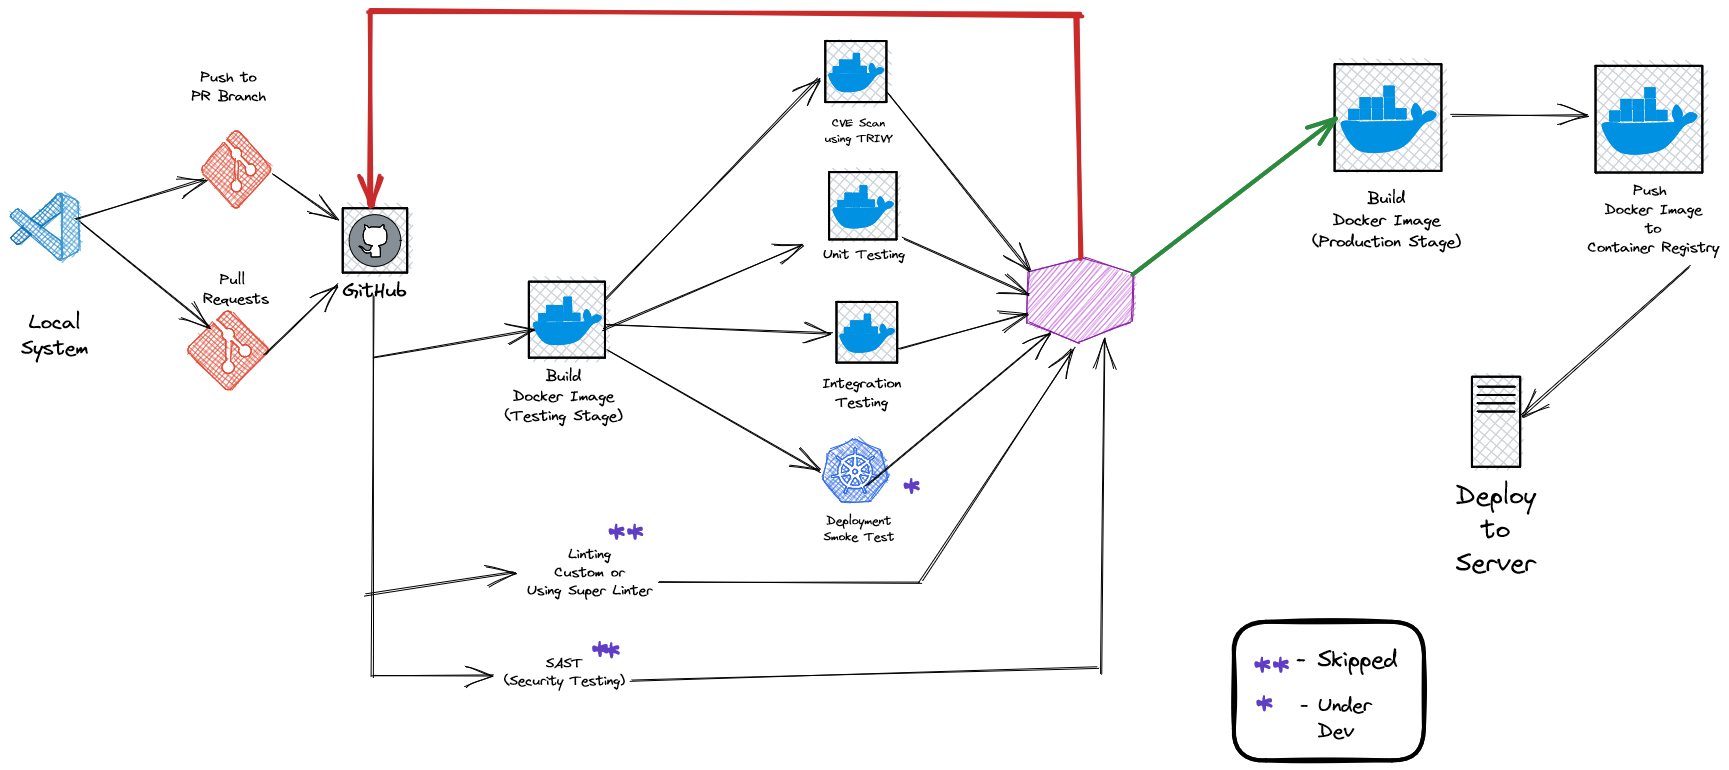 Push to
PR Branch
Local
System
Pull
Requests
GitHub
Build
Docker Image
(Testing Stage)
CVE Scan
using TRIVY
Unit Testing
Integration
Testing
*
Deployment
Smoke Test
**
Linting
Custom or
Using Super Linter
**
SAST
(Security Testing)
Build
Docker Image
(Production Stage)
Push
Docker Image
to
Container Registry
Deploy
to
Server
** - Skipped
* - Under
Dev